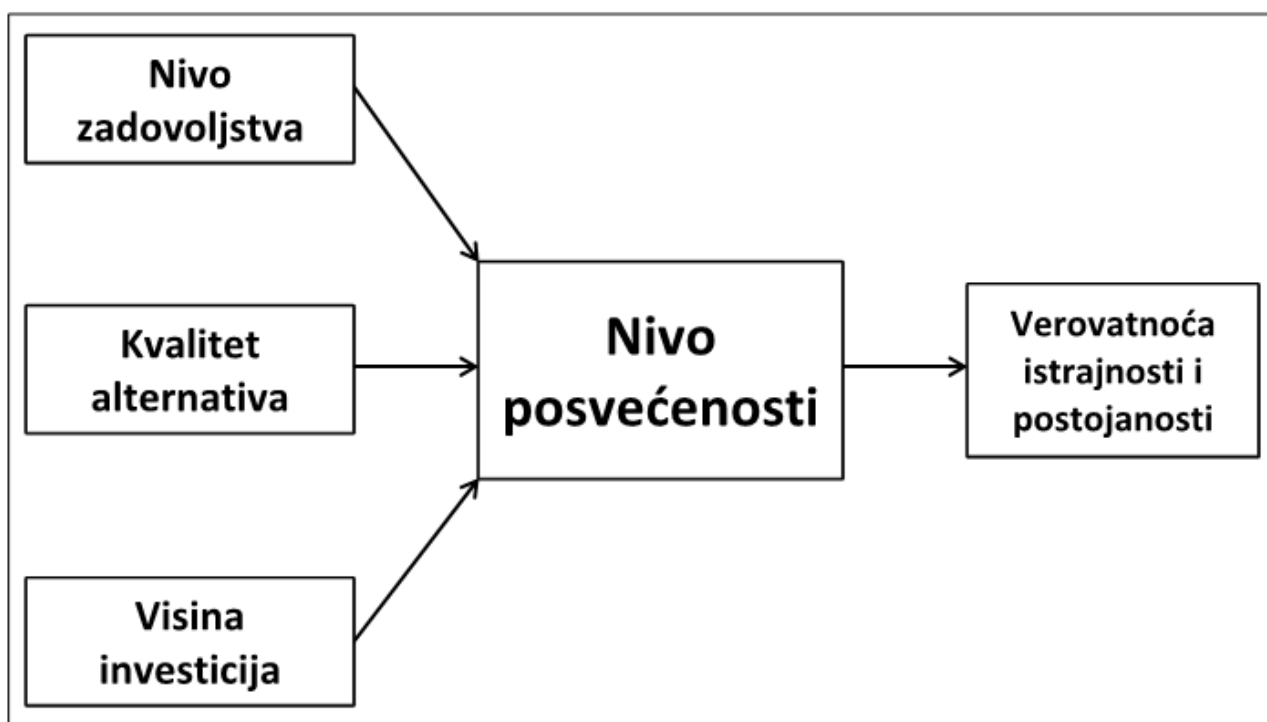 Nivo
zadovoljstva
Kvalitet
alternativa
Visina
investicija
Nivo
posvećenosti
Verovatnoća
istrajnosti i
postojanosti